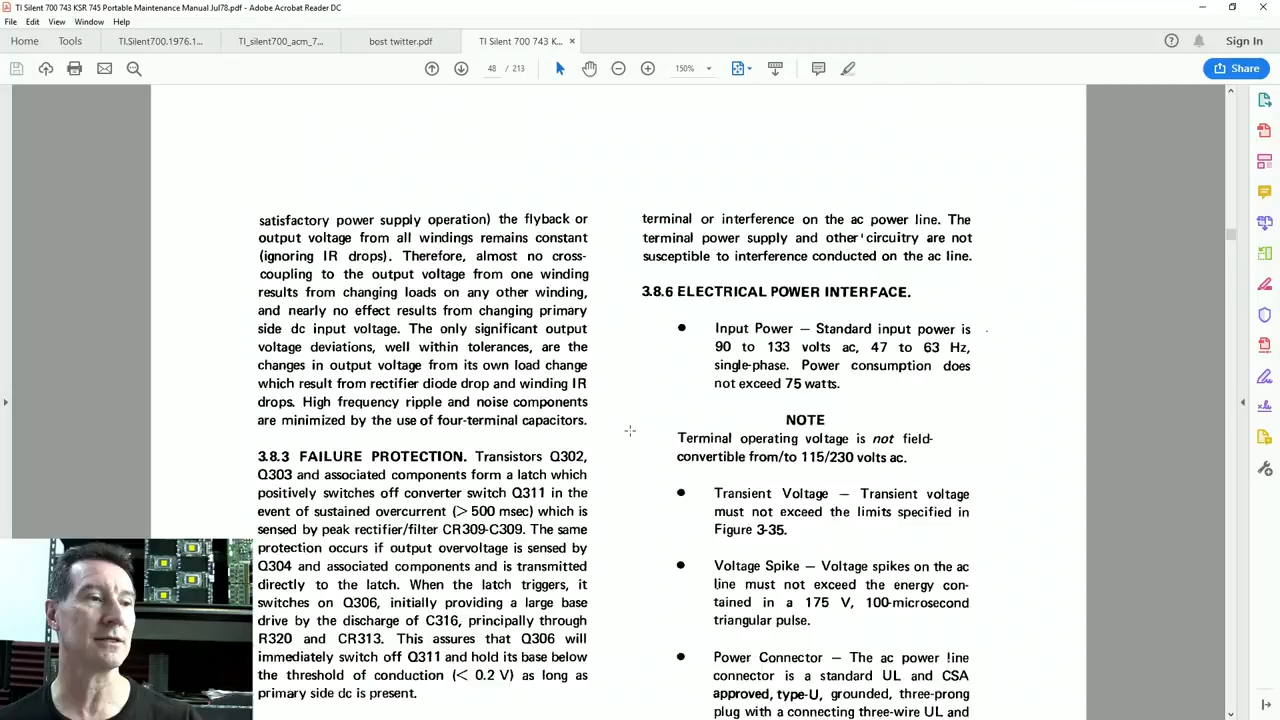 TI Silent 700 743 KSR 745 Portable Maintenance Manual Jul78.pdf - Adobe Acrobat Reader DC
File Edit View Window Help
Home Tools TI.Silent700.1976.1... TI_silent700_acm_7... bost twitter.pdf TI Silent 700 743 K... × Sign In
48 / 213 150% Share
satisfactory power supply operation) the flyback or
output voltage from all windings remains constant
(ignoring IR drops). Therefore, almost no cross-
coupling to the output voltage from one winding
results from changing loads on any other winding,
and nearly no effect results from changing primary
side dc input voltage. The only significant output
voltage deviations, well within tolerances, are the
changes in output voltage from its own load change
which result from rectifier diode drop and winding IR
drops. High frequency ripple and noise components
are minimized by the use of four-terminal capacitors.
3.8.3 FAILURE PROTECTION. Transistors Q302,
Q303 and associated components form a latch which
positively switches off converter switch Q311 in the
event of sustained overcurrent (> 500 msec) which is
sensed by peak rectifier/filter CR309-C309. The same
protection occurs if output overvoltage is sensed by
Q304 and associated components and is transmitted
directly to the latch. When the latch triggers, it
switches on Q306, initially providing a large base
drive by the discharge of C316, principally through
R320 and CR313. This assures that Q306 will
immediately switch off Q311 and hold its base below
the threshold of conduction (< 0.2 V) as long as
primary side dc is present.
terminal or interference on the ac power line. The
terminal power supply and other circuitry are not
susceptible to interference conducted on the ac line.
3.8.6 ELECTRICAL POWER INTERFACE.
● Input Power — Standard input power is
90 to 133 volts ac, 47 to 63 Hz,
single-phase. Power consumption does
not exceed 75 watts.
NOTE
Terminal operating voltage is not field-
convertible from/to 115/230 volts ac.
● Transient Voltage — Transient voltage
must not exceed the limits specified in
Figure 3-35.
● Voltage Spike — Voltage spikes on the ac
line must not exceed the energy con-
tained in a 175 V, 100-microsecond
triangular pulse.
● Power Connector — The ac power line
connector is a standard UL and CSA
approved, type-U, grounded, three-prong
plug with a connecting three-wire UL and